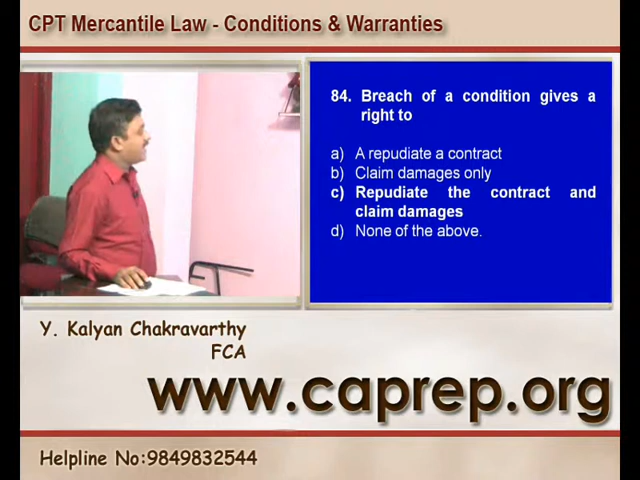 CPT Mercantile Law - Conditions & Warranties
84. Breach of a condition gives a
right to
a) A repudiate a contract
b) Claim damages only
c) Repudiate the contract and
claim damages
d) None of the above.
Y. Kalyan Chakravarthy
FCA
www.caprep.org
Helpline No:9849832544